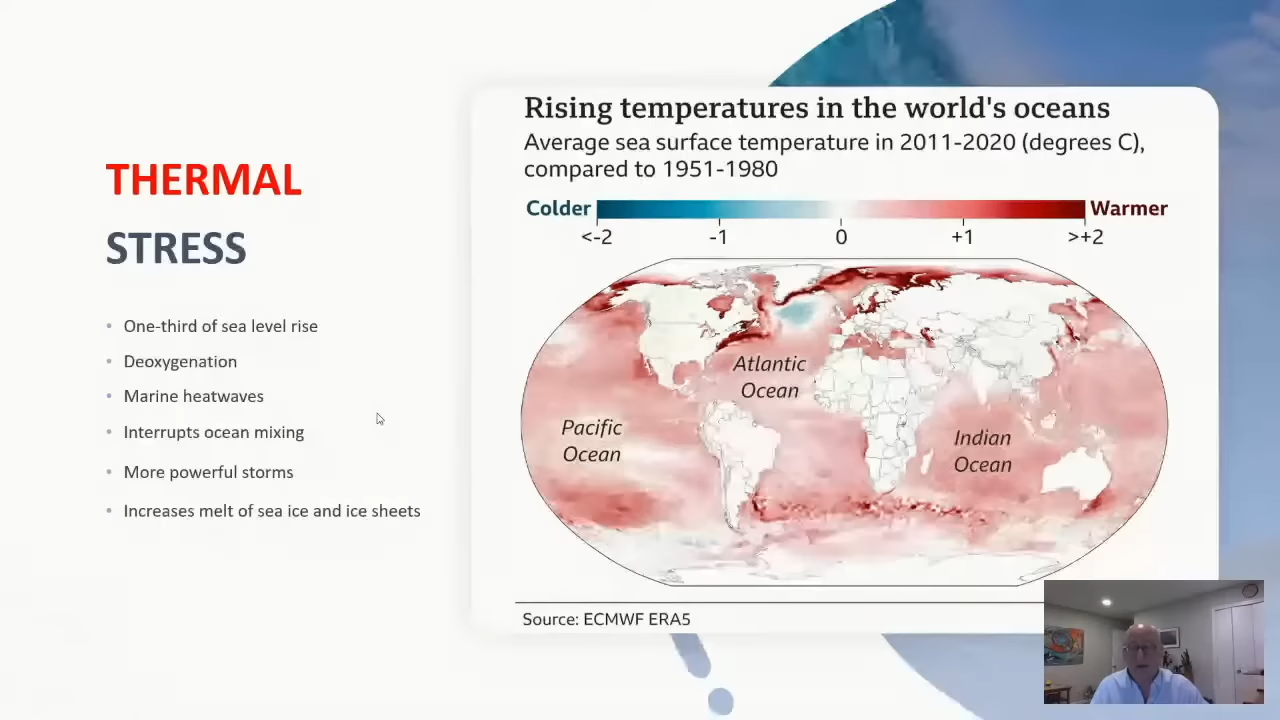 THERMAL
STRESS
• One-third of sea level rise
• Deoxygenation
• Marine heatwaves
• Interrupts ocean mixing
• More powerful storms
• Increases melt of sea ice and ice sheets
Rising temperatures in the world's oceans
Average sea surface temperature in 2011-2020 (degrees C),
compared to 1951-1980
Colder Warmer
<-2 -1 0 +1 >+2
Atlantic
Ocean
Pacific
Ocean
Indian
Ocean
Source: ECMWF ERA5